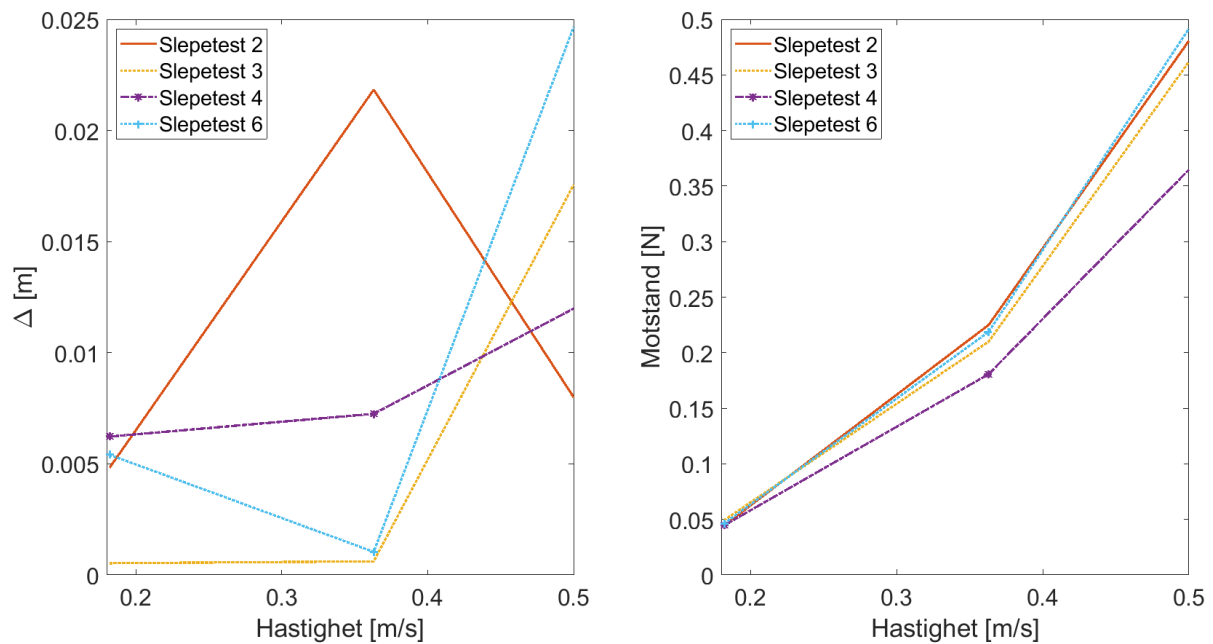 0.025
0.02
0.015
0.01
0.005
0
Δ [m]
0.2
0.3
0.4
0.5
Hastighet [m/s]
Slepetest 2
Slepetest 3
Slepetest 4
Slepetest 6
0.5
0.45
0.4
0.35
0.3
0.25
0.2
0.15
0.1
0.05
0
Motstand [N]
0.2
0.3
0.4
0.5
Hastighet [m/s]
Slepetest 2
Slepetest 3
Slepetest 4
Slepetest 6